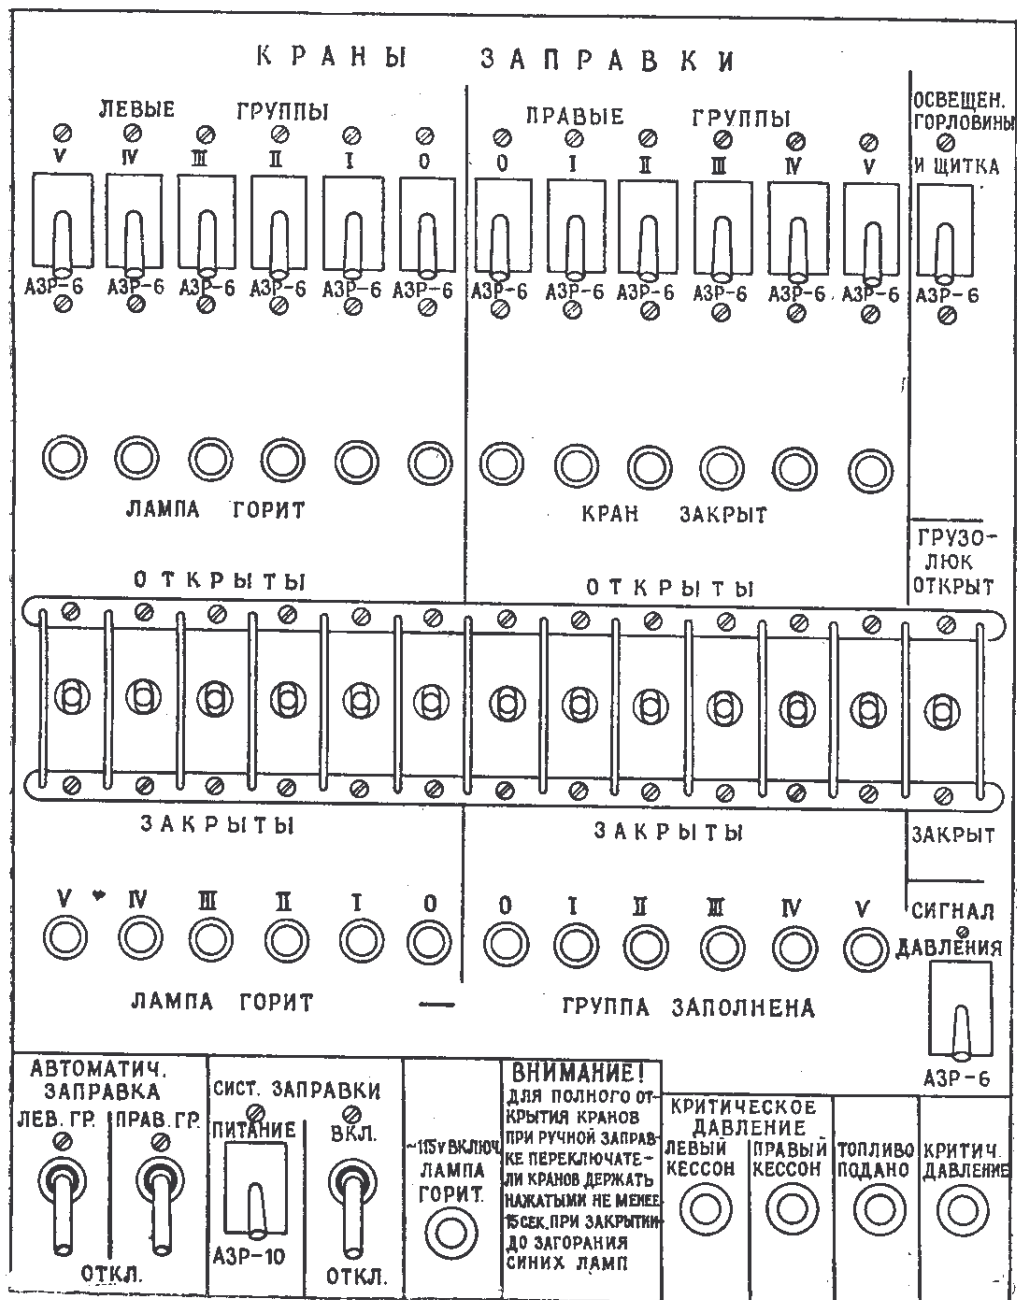 КРАНЫ ЗАПРАВКИ
ЛЕВЫЕ ГРУППЫ
ПРАВЫЕ ГРУППЫ
ОСВЕЩЕН.
ГОРЛОВИНЫ
И ЩИТКА
V IV III II I 0 0 I II III IV V
АЗР-6 АЗР-6 АЗР-6 АЗР-6 АЗР-6 АЗР-6 АЗР-6 АЗР-6 АЗР-6 АЗР-6 АЗР-6 АЗР-6 АЗР-6
ЛАМПА ГОРИТ КРАН ЗАКРЫТ
ГРУЗО-
ЛЮК
ОТКРЫТ
ОТКРЫТЫ ОТКРЫТЫ
ЗАКРЫТЫ ЗАКРЫТЫ ЗАКРЫТ
V IV III II I 0 0 I II III IV V
СИГНАЛ
ДАВЛЕНИЯ
АЗР-6
ЛАМПА ГОРИТ — ГРУППА ЗАПОЛНЕНА
АВТОМАТИЧ.
ЗАПРАВКА
ЛЕВ. ГР. ПРАВ. ГР.
ОТКЛ.
СИСТ. ЗАПРАВКИ
ПИТАНИЕ ВКЛ.
АЗР-10 ОТКЛ.
~115V ВКЛЮЧ.
ЛАМПА
ГОРИТ.
ВНИМАНИЕ!
ДЛЯ ПОЛНОГО ОТ-
КРЫТИЯ КРАНОВ
ПРИ РУЧНОЙ ЗАПРАВ-
КЕ ПЕРЕКЛЮЧАТЕ-
ЛИ КРАНОВ ДЕРЖАТЬ
НАЖАТЫМИ НЕ МЕНЕЕ
15 СЕК. ПРИ ЗАКРЫТИИ
ДО ЗАГОРАНИЯ
СИНИХ ЛАМП
КРИТИЧЕСКОЕ
ДАВЛЕНИЕ
ЛЕВЫЙ
КЕССОН
ПРАВЫЙ
КЕССОН
ТОПЛИВО
ПОДАНО
КРИТИЧ.
ДАВЛЕНИЕ